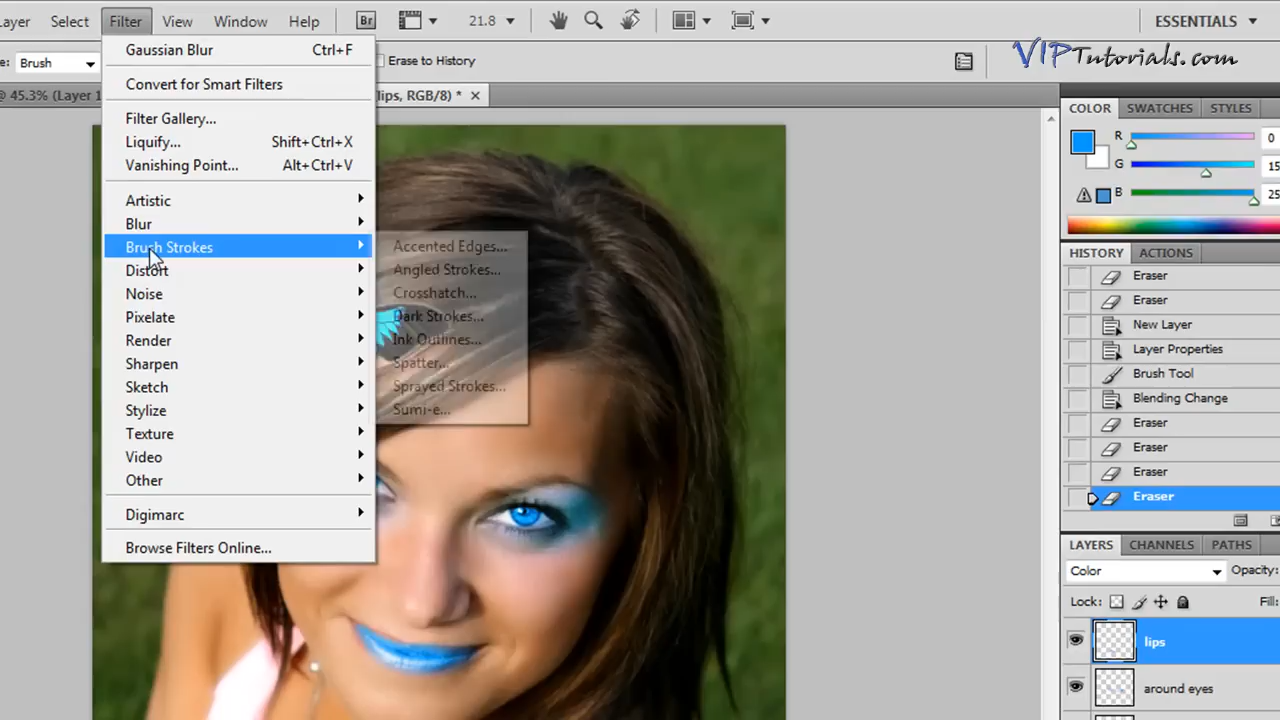 ayer Select Filter View Window Help Br 21.8 ESSENTIALS
VIPTutorials.com
e: Brush Erase to History
@ 45.3% (Layer 1 lips, RGB/8) *
Gaussian Blur Ctrl+F
Convert for Smart Filters
Filter Gallery...
Liquify... Shift+Ctrl+X
Vanishing Point... Alt+Ctrl+V
Artistic
Blur
Brush Strokes
Distort
Noise
Pixelate
Render
Sharpen
Sketch
Stylize
Texture
Video
Other
Digimarc
Browse Filters Online...
Accented Edges...
Angled Strokes...
Crosshatch...
Dark Strokes...
Ink Outlines...
Spatter...
Sprayed Strokes...
Sumi-e...
COLOR SWATCHES STYLES
R 0
G 15
B 25
HISTORY ACTIONS
Eraser
Eraser
New Layer
Layer Properties
Brush Tool
Blending Change
Eraser
Eraser
Eraser
Eraser
LAYERS CHANNELS PATHS
Color Opacity:
Lock: Fill:
lips
around eyes